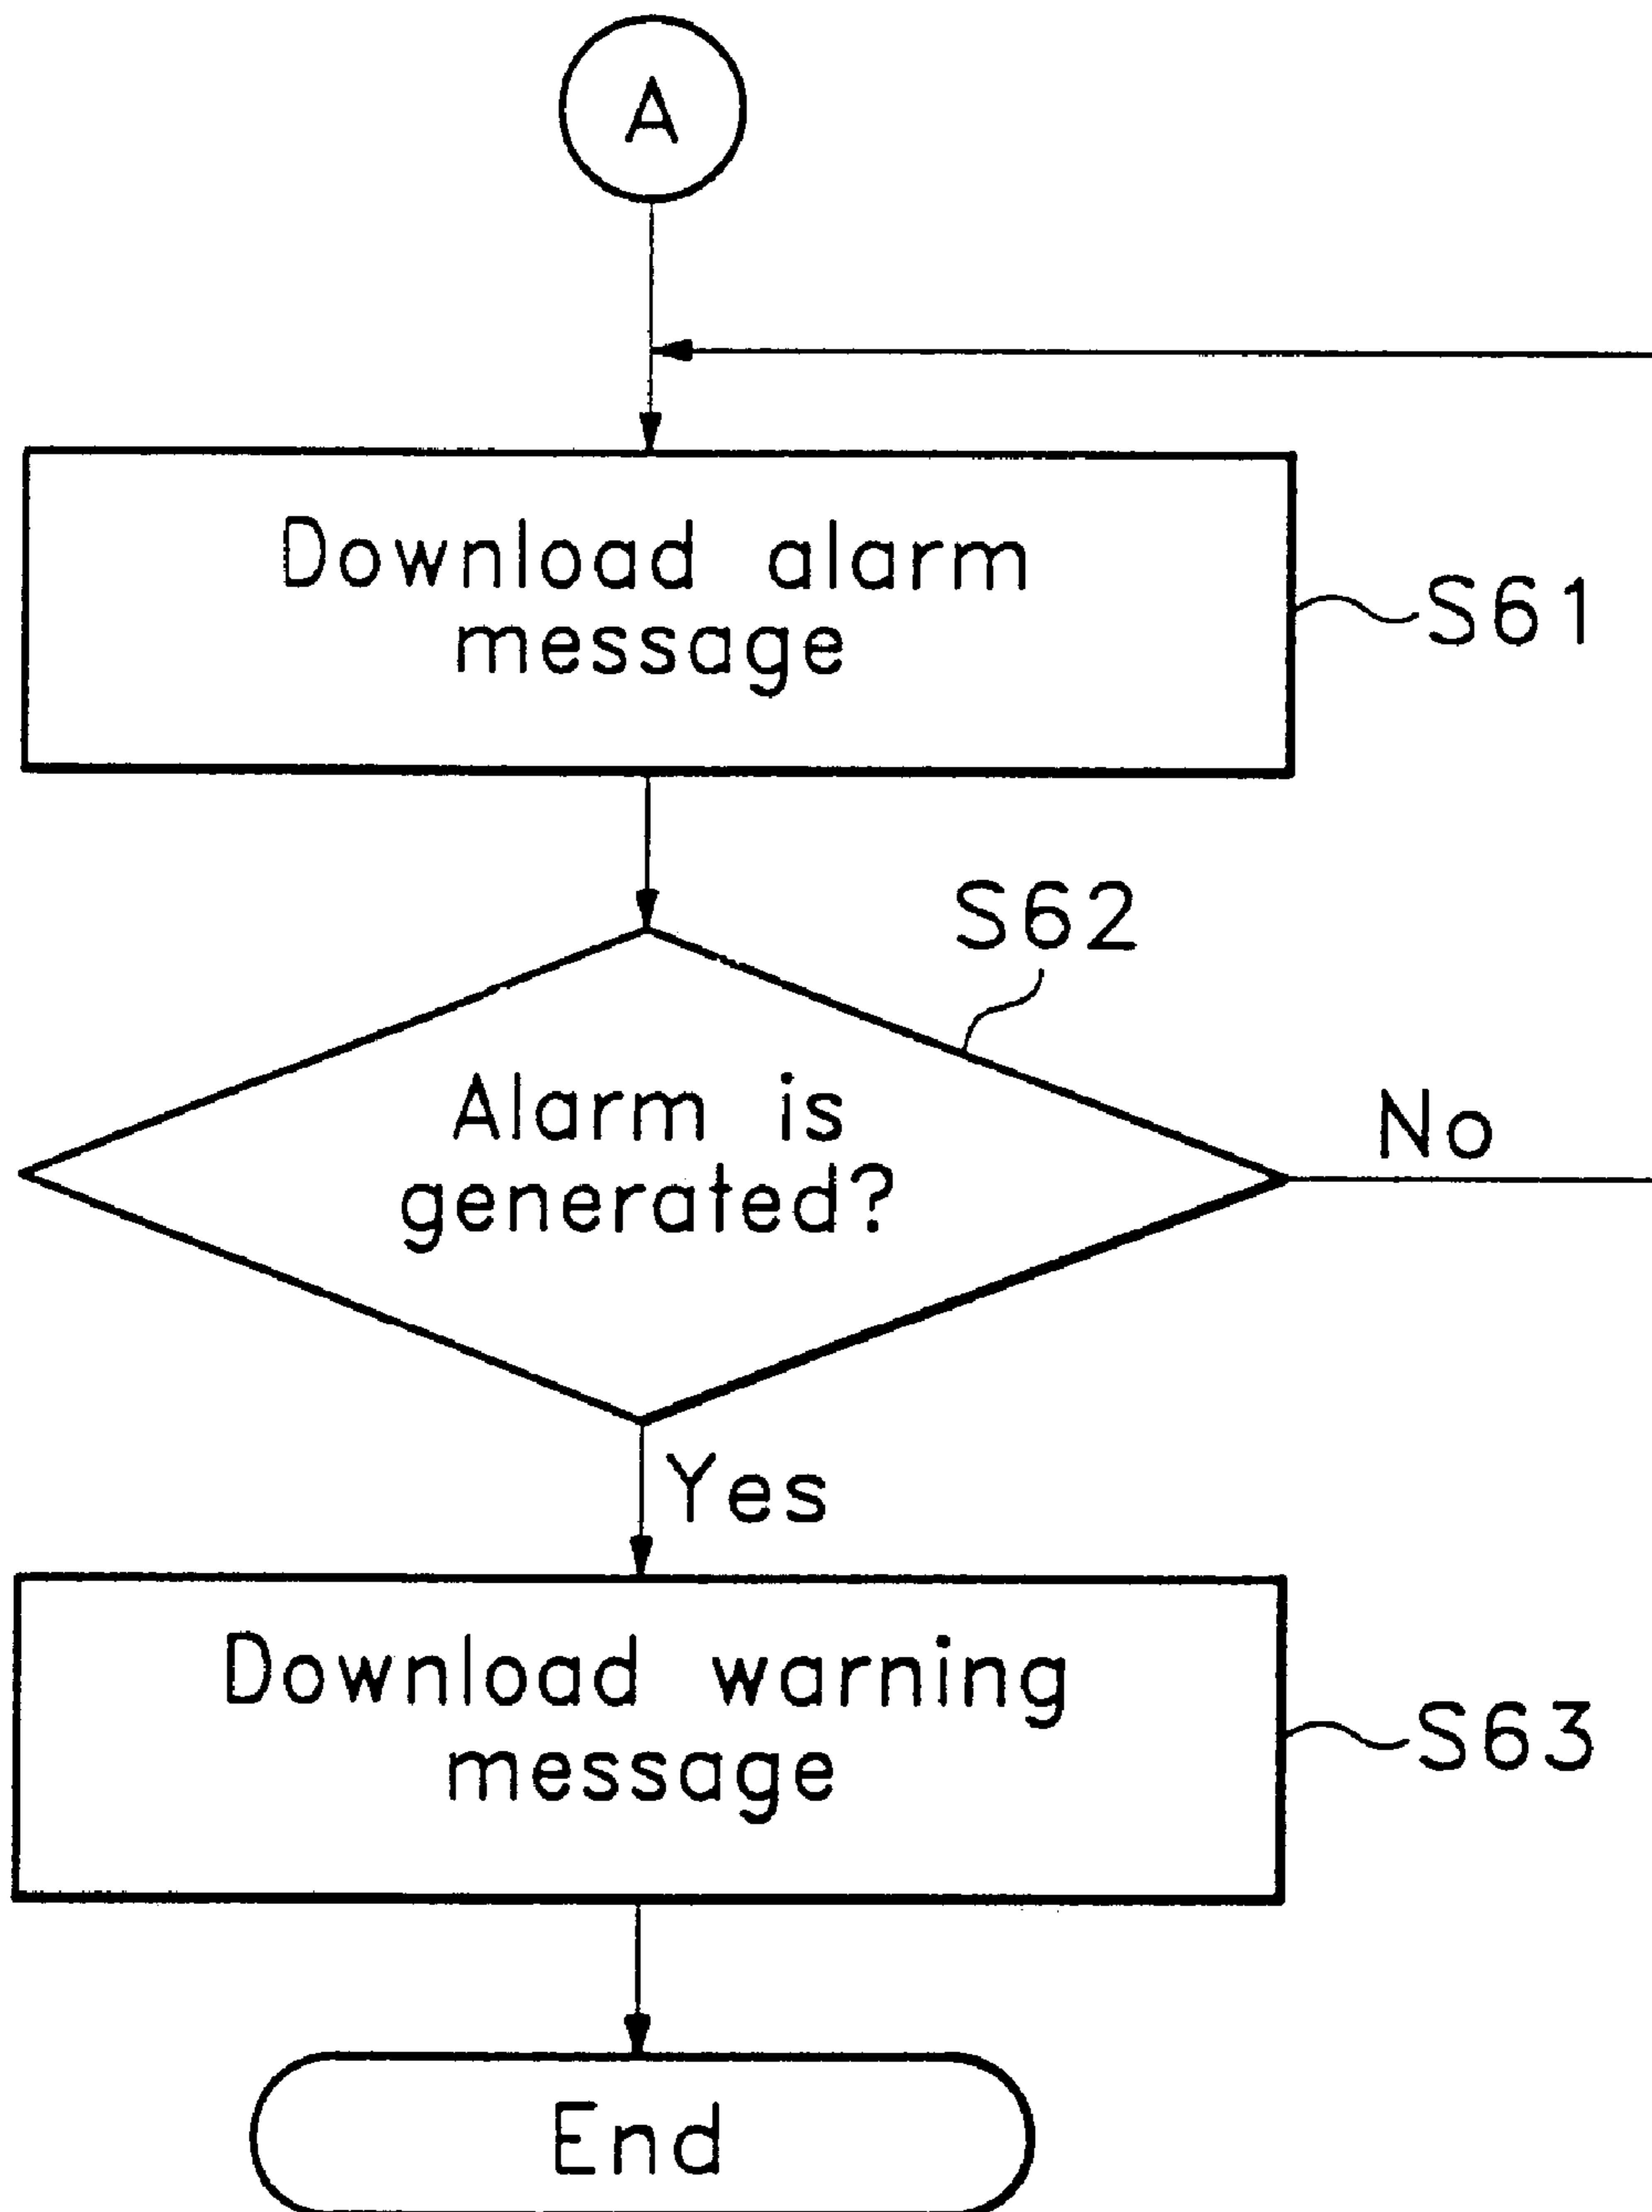 A
Download alarm
message
S61
S62
Alarm is
generated?
No
Yes
Download warning
message
S63
End